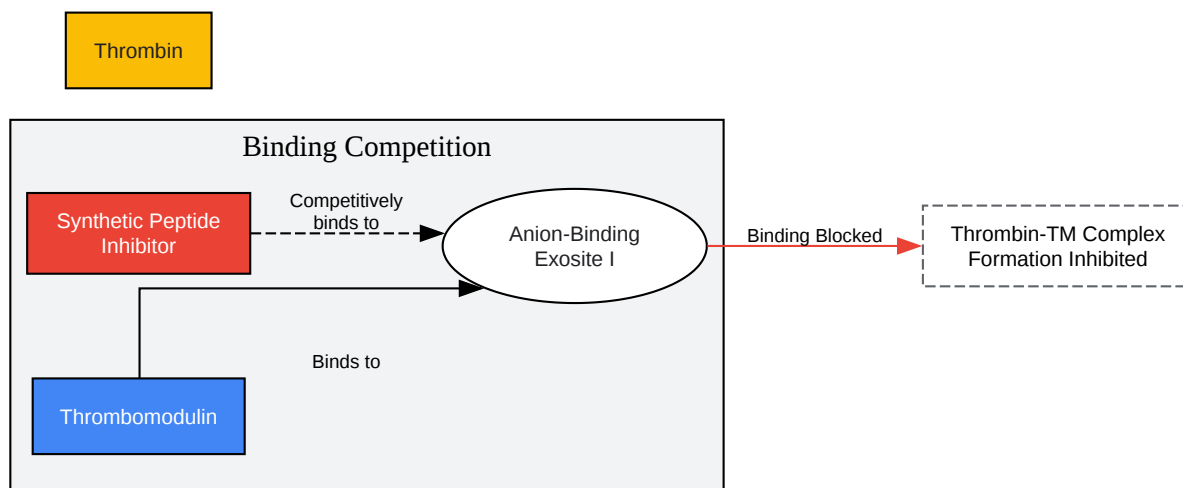 Thrombin
Binding Competition
Synthetic Peptide
Inhibitor
Competitively
binds to
Anion-Binding
Exosite I
Binding Blocked
Thrombin-TM Complex
Formation Inhibited
Binds to
Thrombomodulin